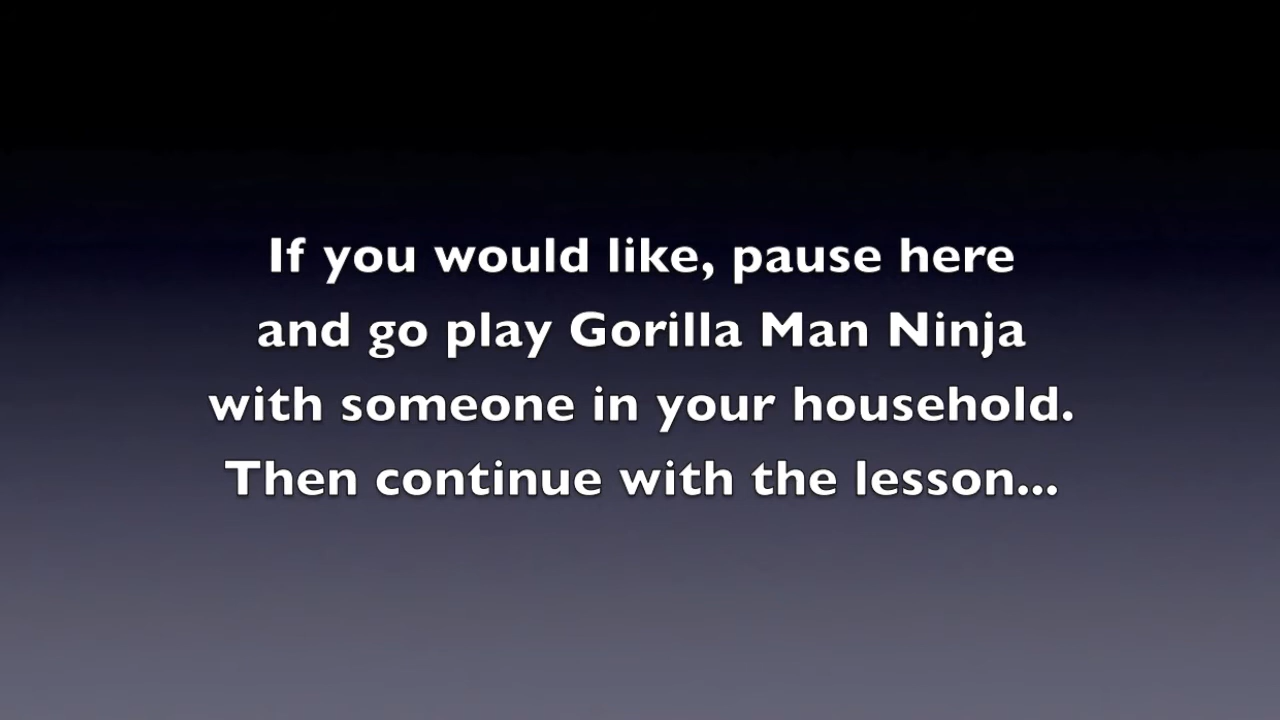 If you would like, pause here
and go play Gorilla Man Ninja
with someone in your household.
Then continue with the lesson...